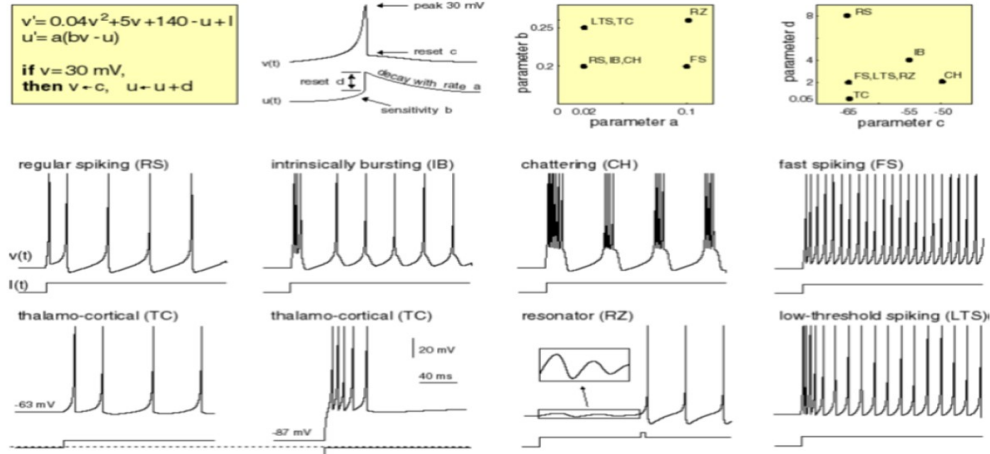 v'= 0.04v²+5v +140 - u + I
u'= a(bv - u)
if v= 30 mV,
then v←c, u←u+d
peak 30 mV
reset c
v(t)
reset d
decay with rate a
u(t)
sensitivity b
parameter b
0.25
0.2
LTS,TC
RZ
RS,IB,CH
FS
0 0.02 0.1
parameter a
parameter d
8
4
2
0.05
RS
IB
FS,LTS,RZ
CH
TC
-65 -55 -50
parameter c
regular spiking (RS)
intrinsically bursting (IB)
chattering (CH)
fast spiking (FS)
v(t)
I(t)
thalamo-cortical (TC)
thalamo-cortical (TC)
resonator (RZ)
low-threshold spiking (LTS)
-63 mV
20 mV
40 ms
-87 mV